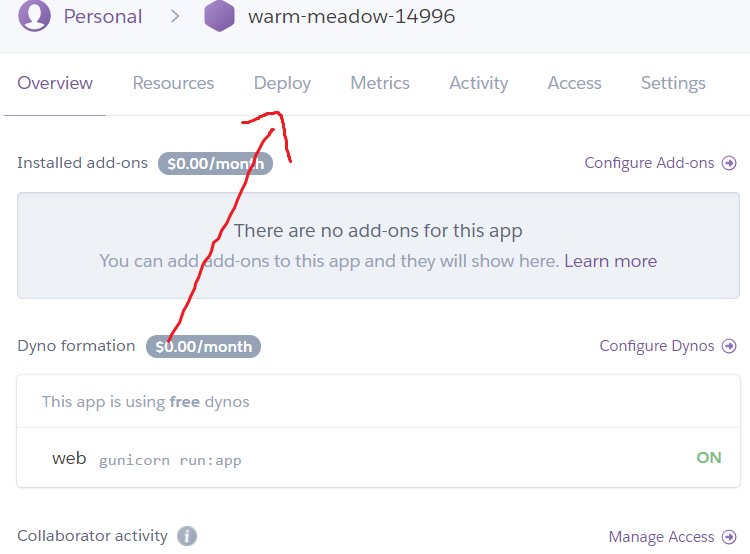 Personal > warm-meadow-14996
Overview Resources Deploy Metrics Activity Access Settings
Installed add-ons $0.00/month Configure Add-ons
There are no add-ons for this app
You can add add-ons to this app and they will show here. Learn more
Dyno formation $0.00/month Configure Dynos
This app is using free dynos
web gunicorn run:app ON
Collaborator activity i Manage Access